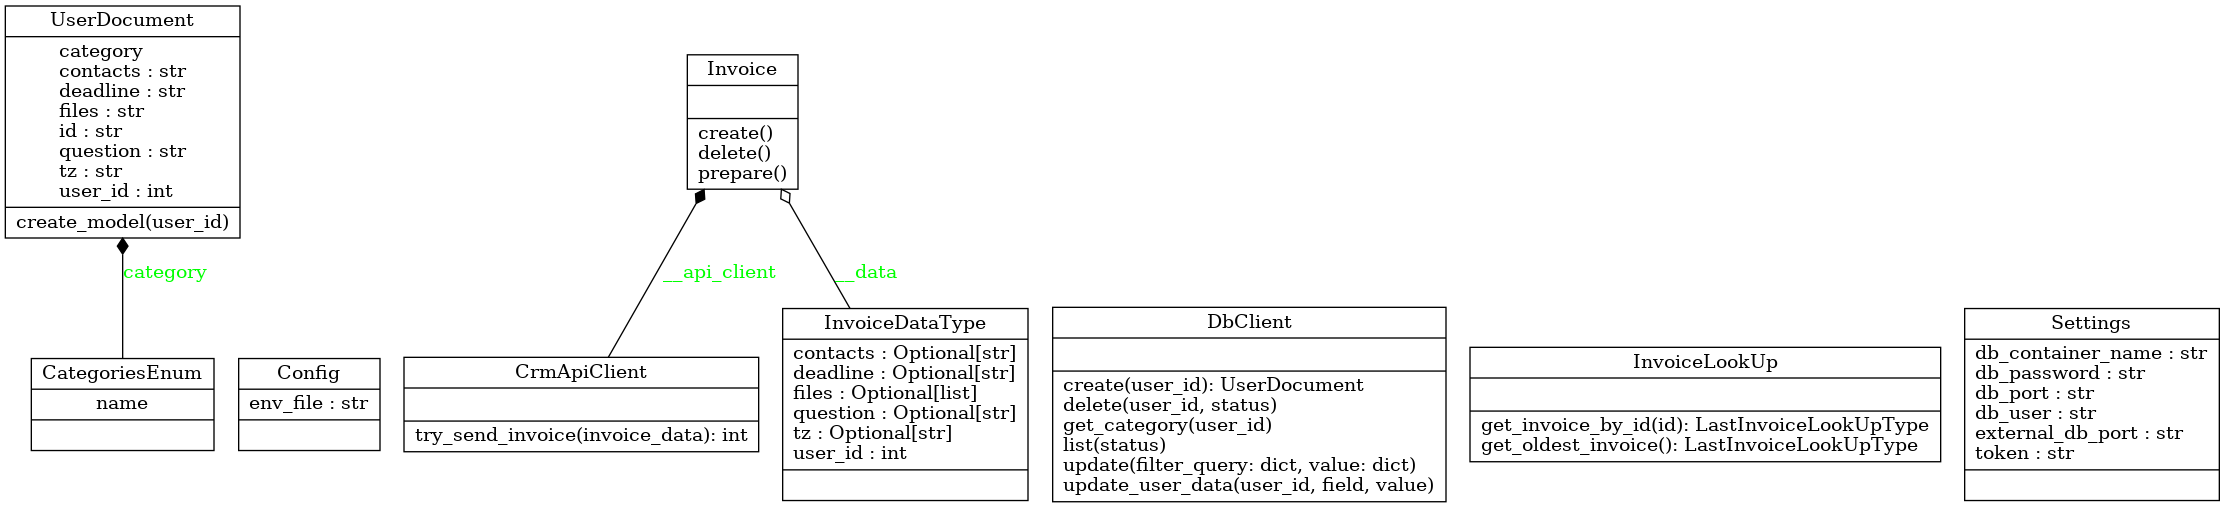 UserDocument
category
contacts : str
deadline : str
files : str
id : str
question : str
tz : str
user_id : int
create_model(user_id)
Invoice
create()
delete()
prepare()
category
__api_client
__data
CategoriesEnum
name
Config
env_file : str
CrmApiClient
try_send_invoice(invoice_data): int
InvoiceDataType
contacts : Optional[str]
deadline : Optional[str]
files : Optional[list]
question : Optional[str]
tz : Optional[str]
user_id : int
DbClient
create(user_id): UserDocument
delete(user_id, status)
get_category(user_id)
list(status)
update(filter_query: dict, value: dict)
update_user_data(user_id, field, value)
InvoiceLookUp
get_invoice_by_id(id): LastInvoiceLookUpType
get_oldest_invoice(): LastInvoiceLookUpType
Settings
db_container_name : str
db_password : str
db_port : str
db_user : str
external_db_port : str
token : str